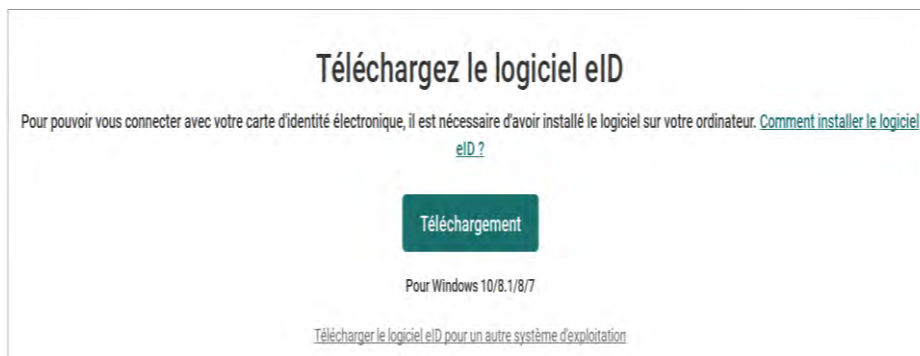 Téléchargez le logiciel eID
Pour pouvoir vous connecter avec votre carte d'identité électronique, il est nécessaire d'avoir installé le logiciel sur votre ordinateur. Comment installer le logiciel
eID ?
Téléchargement
Pour Windows 10/8.1/8/7
Télécharger le logiciel eID pour un autre système d'exploitation